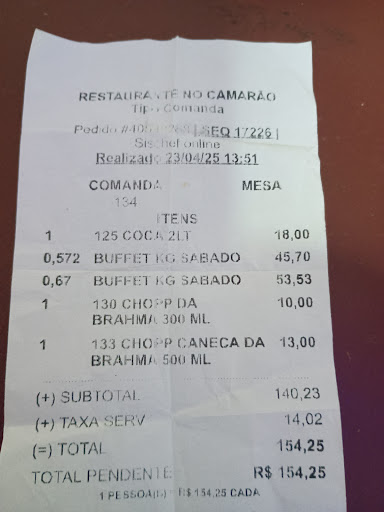 RESTAURANTE NO CAMARÃO
Tipo Comanda
SEQ 17226 |
Sischef online
Realizado 23/04/25 13:51
COMANDA MESA
134
ITENS
1 125 COCA 2LT 18,00
0,572 BUFFET KG SABADO 45,70
0,67 BUFFET KG SABADO 53,53
1 130 CHOPP DA 10,00
BRAHMA 300 ML
1 133 CHOPP CANECA DA 13,00
BRAHMA 500 ML
(+) SUBTOTAL 140,23
(+) TAXA SERV 14,02
(=) TOTAL 154,25
TOTAL PENDENTE R$ 154,25
1 PESSOA(S) R$ 154,25 CADA